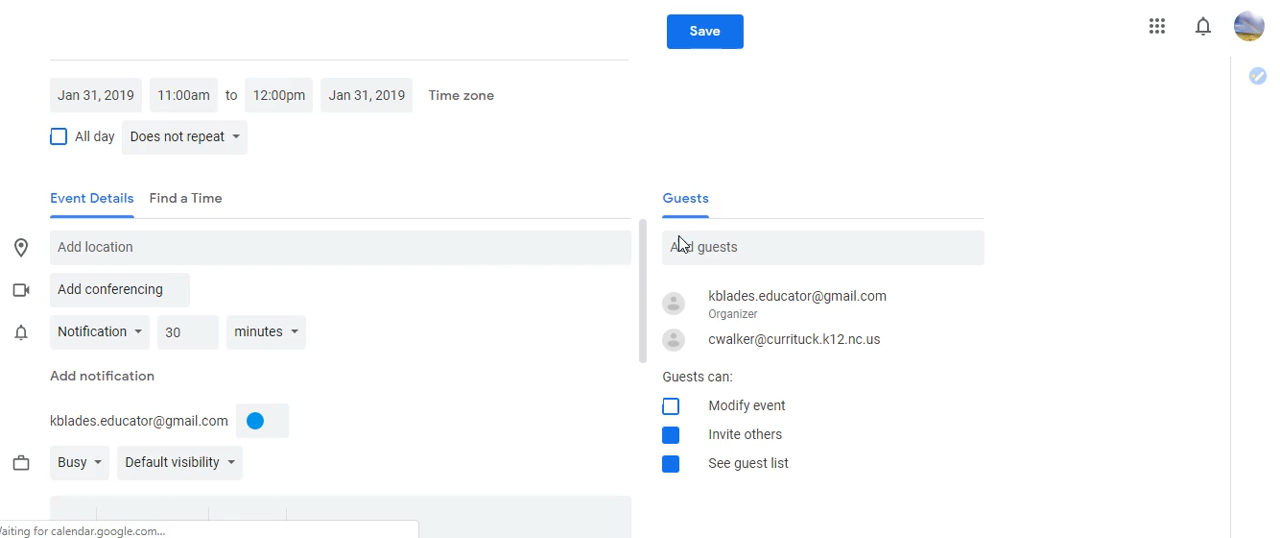 Save
Jan 31, 2019 11:00am to 12:00pm Jan 31, 2019 Time zone
All day Does not repeat
Event Details Find a Time
Guests
Add location
Add guests
Add conferencing
kblades.educator@gmail.com
Organizer
Notification 30 minutes
cwalker@currituck.k12.nc.us
Add notification
Guests can:
Modify event
kblades.educator@gmail.com
Invite others
Busy Default visibility
See guest list
Waiting for calendar.google.com...